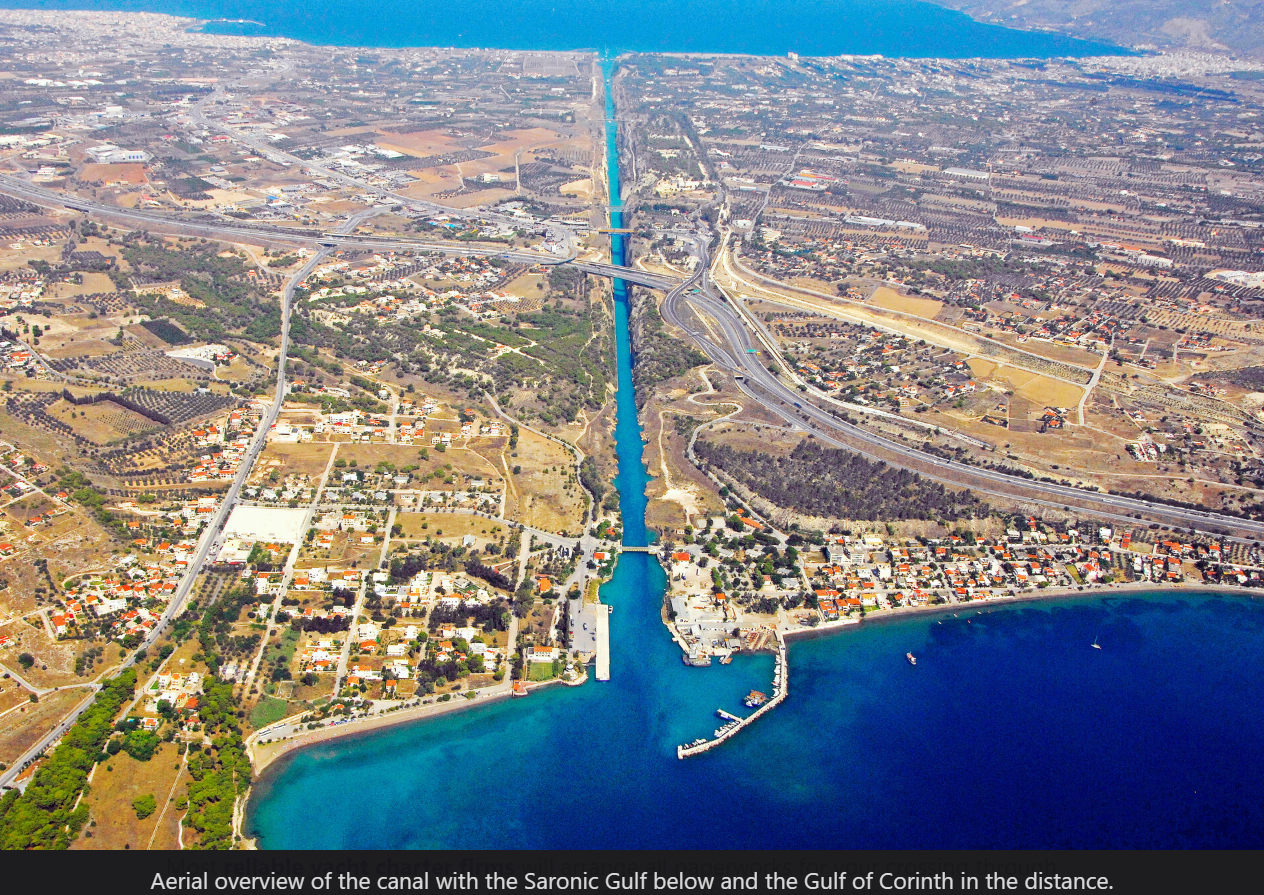 Aerial overview of the canal with the Saronic Gulf below and the Gulf of Corinth in the distance.